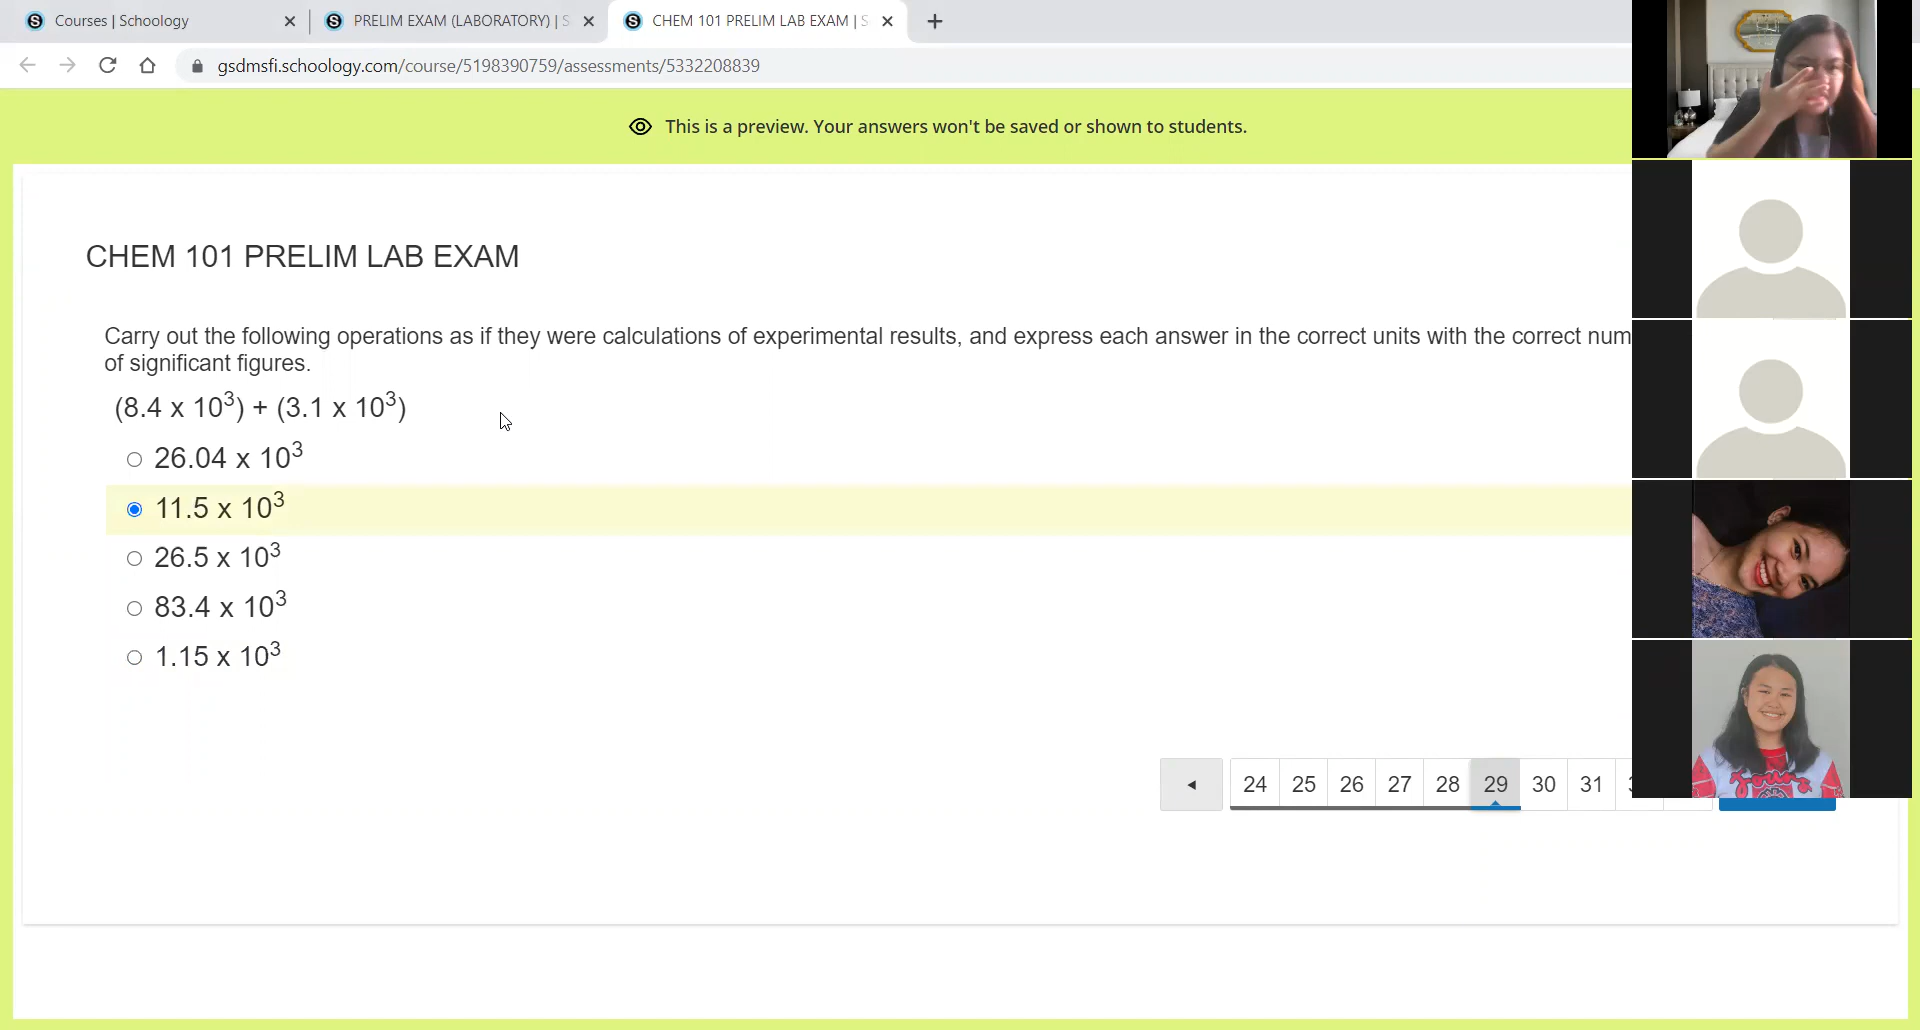 Courses | Schoology
PRELIM EXAM (LABORATORY) | S
CHEM 101 PRELIM LAB EXAM | S
gsdmsfi.schoology.com/course/5198390759/assessments/5332208839
This is a preview. Your answers won't be saved or shown to students.
CHEM 101 PRELIM LAB EXAM
Carry out the following operations as if they were calculations of experimental results, and express each answer in the correct units with the correct num
of significant figures.
(8.4 x 10³) + (3.1 x 10³)
26.04 x 10³
11.5 x 10³
26.5 x 10³
83.4 x 10³
1.15 x 10³
24 25 26 27 28 29 30 31